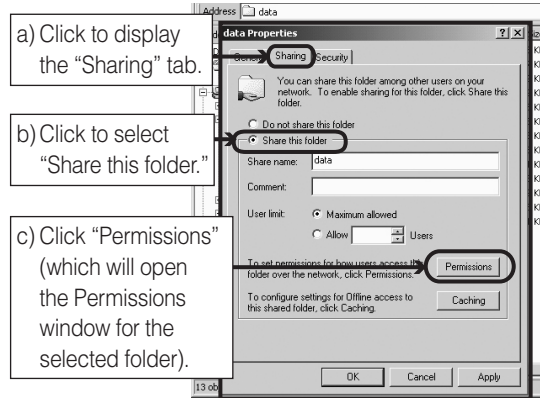 Address data
a) Click to display
the “Sharing” tab.
b) Click to select
“Share this folder.”
c) Click “Permissions”
(which will open
the Permissions
window for the
selected folder).
data Properties
Sharing Security
You can share this folder among other users on your
network. To enable sharing for this folder, click Share this
folder.
Do not share this folder
Share this folder
Share name: data
Comment:
User limit: Maximum allowed
Allow Users
To set permissions for how users access this
folder over the network, click Permissions.
Permissions
To configure settings for Offline access to
this shared folder, click Caching.
Caching
OK Cancel Apply